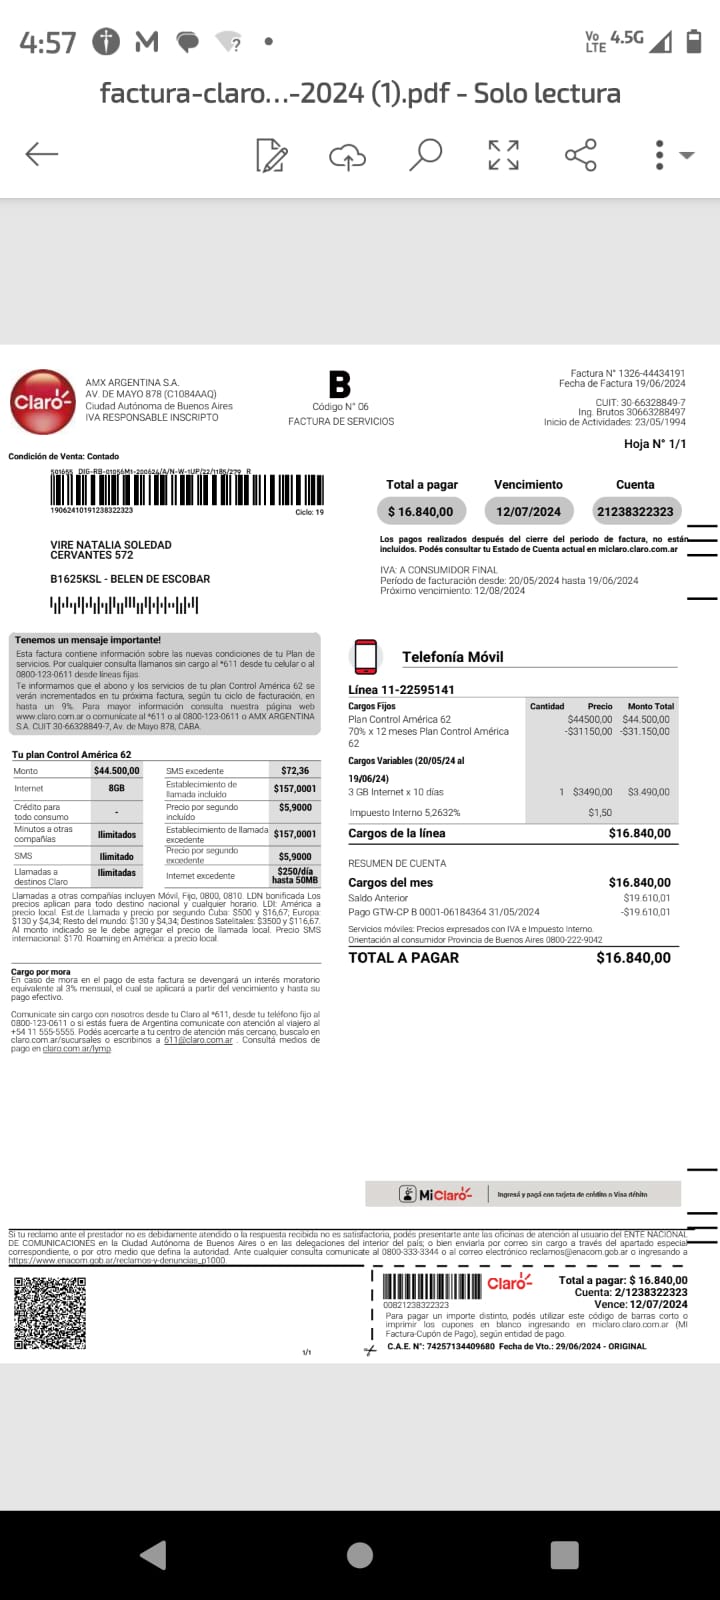 4:57
Vo LTE 4.5G
factura-claro...-2024 (1).pdf - Solo lectura
Claro
AMX ARGENTINA S.A.
AV. DE MAYO 878 (C1084AAQ)
Ciudad Autónoma de Buenos Aires
IVA RESPONSABLE INSCRIPTO
B
Código N° 06
FACTURA DE SERVICIOS
Factura N° 1326-44434191
Fecha de Factura 19/06/2024
CUIT: 30-66328849-7
Ing. Brutos 30663288497
Inicio de Actividades: 23/05/1994
Hoja N° 1/1
Condición de Venta: Contado
501655_DIG-RB-01056M1-200624/A/N-W-1UP/22/1185/279_R
19062410191238322323
Ciclo: 19
Total a pagar
Vencimiento
Cuenta
$ 16.840,00
12/07/2024
21238322323
Los pagos realizados después del cierre del periodo de factura, no están
incluidos. Podés consultar tu Estado de Cuenta actual en miclaro.claro.com.ar
VIRE NATALIA SOLEDAD
CERVANTES 572
B1625KSL - BELEN DE ESCOBAR
IVA: A CONSUMIDOR FINAL
Período de facturación desde: 20/05/2024 hasta 19/06/2024
Próximo vencimiento: 12/08/2024
Tenemos un mensaje importante!
Esta factura contiene información sobre las nuevas condiciones de tu Plan de
servicios. Por cualquier consulta llamanos sin cargo al *611 desde tu celular o al
0800-123-0611 desde líneas fijas.
Te informamos que el abono y los servicios de tu plan Control América 62 se
verán incrementados en tu próxima factura, según tu ciclo de facturación, en
hasta un 9%. Para mayor información consulta nuestra página web
www.claro.com.ar o comunícate al *611 o al 0800-123-0611 o AMX ARGENTINA
S.A. CUIT 30-66328849-7, Av. de Mayo 878, CABA.
Tu plan Control América 62
Monto $44.500,00 SMS excedente $72,36
Internet 8GB Establecimiento de llamada incluido $157,0001
Crédito para todo consumo - Precio por segundo incluido $5,9000
Minutos a otras compañías Ilimitados Establecimiento de llamada excedente $157,0001
SMS Ilimitado Precio por segundo excedente $5,9000
Llamadas a destinos Claro Ilimitadas Internet excedente $250/día hasta 50MB
Llamadas a otras compañías incluyen Móvil, Fijo, 0800, 0810. LDN bonificada Los
precios aplican para todo destino nacional y cualquier horario. LDI: América a
precio local. Est.de Llamada y precio por segundo Cuba: $500 y $16,67; Europa:
$130 y $4,34; Resto del mundo: $130 y $4,34; Destinos Satelitales: $3500 y $116,67.
Al monto indicado se le debe agregar el precio de llamada local. Precio SMS
internacional: $170. Roaming en América: a precio local.
Cargo por mora
En caso de mora en el pago de esta factura se devengará un interés moratorio
equivalente al 3% mensual, el cual se aplicará a partir del vencimiento y hasta su
pago efectivo.
Comunicate sin cargo con nosotros desde tu Claro al *611, desde tu teléfono fijo al
0800-123-0611 o si estás fuera de Argentina comunicate con atención al viajero al
+54 11 555-5555. Podés acercarte a tu centro de atención más cercano, buscalo en
claro.com.ar/sucursales o escribinos a 611@claro.com.ar . Consultá medios de
pago en claro.com.ar/lymp.
Telefonía Móvil
Línea 11-22595141
Cargos Fijos Cantidad Precio Monto Total
Plan Control América 62 $44500,00 $44.500,00
70% x 12 meses Plan Control América -$31150,00 -$31.150,00
62
Cargos Variables (20/05/24 al
19/06/24)
3 GB Internet x 10 días 1 $3490,00 $3.490,00
Impuesto Interno 5,2632% $1,50
Cargos de la línea $16.840,00
RESUMEN DE CUENTA
Cargos del mes $16.840,00
Saldo Anterior $19.610,01
Pago GTW-CP B 0001-06184364 31/05/2024 -$19.610,01
Servicios móviles: Precios expresados con IVA e Impuesto Interno.
Orientación al consumidor Provincia de Buenos Aires 0800-222-9042
TOTAL A PAGAR $16.840,00
MiClaro
Ingresá y pagá con tarjeta de crédito o Visa débito
Si tu reclamo ante el prestador no es debidamente atendido o la respuesta recibida no es satisfactoria, podés presentarte ante las oficinas de atención al usuario del ENTE NACIONAL
DE COMUNICACIONES en la Ciudad Autónoma de Buenos Aires o en las delegaciones del interior del país; o bien enviarla por correo sin cargo a través del apartado especial
correspondiente, o por otro medio que defina la autoridad. Ante cualquier consulta comunicate al 0800-333-3344 o al correo electrónico reclamos@enacom.gob.ar o ingresando a
https://www.enacom.gob.ar/reclamos-y-denuncias_p1000.
Claro
00821238322323
Total a pagar: $ 16.840,00
Cuenta: 2/1238322323
Vence: 12/07/2024
Para pagar un importe distinto, podés utilizar este código de barras corto o
imprimir los cupones en blanco ingresando en miclaro.claro.com.ar (MI
Factura-Cupón de Pago), según entidad de pago.
1/1
C.A.E. N°: 74257134409680 Fecha de Vto.: 29/06/2024 - ORIGINAL